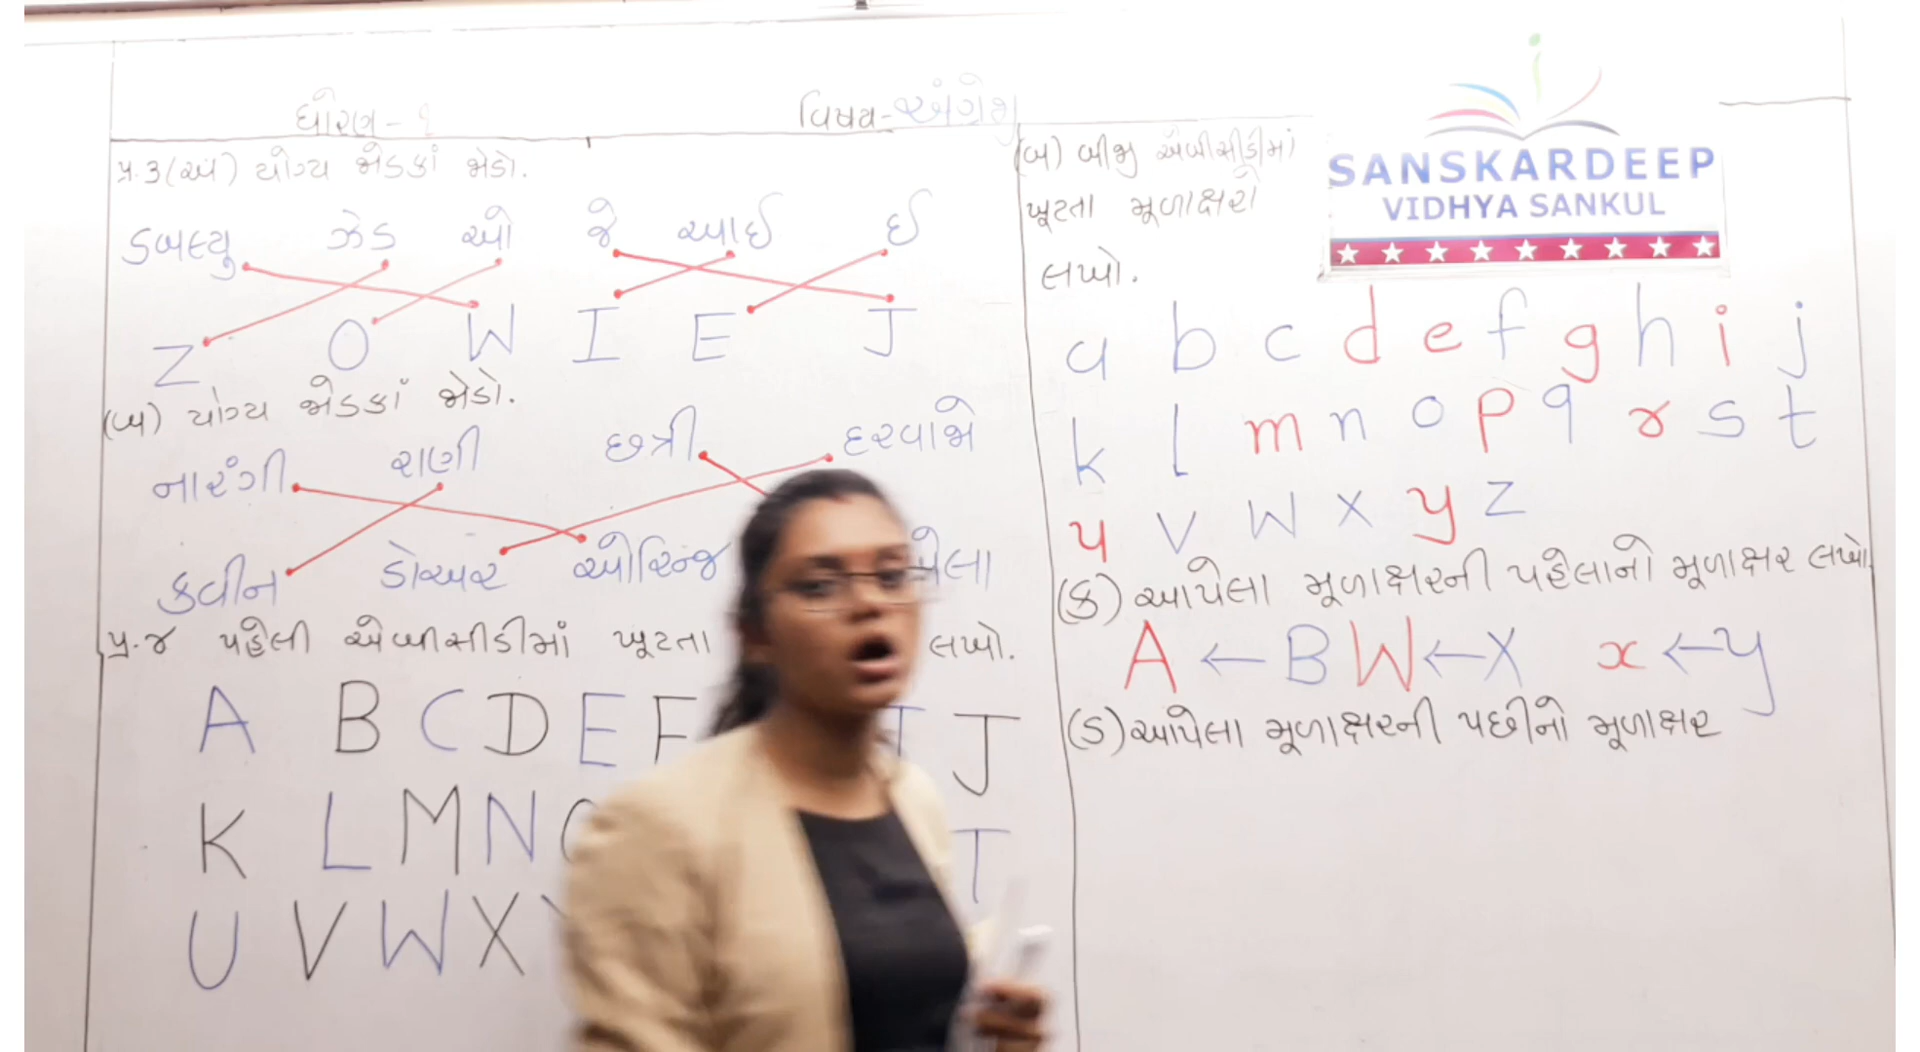 ધોરણ - ૧
વિષય - અંગ્રેજી
પ્ર.૩ (અ) યોગ્ય જોડકાં જોડો.
ડબલ્યુ ઝેડ ઓ જે આઈ ઈ
Z O W I E J
(બ) યોગ્ય જોડકાં જોડો.
નારંગી રાણી છત્રી દરવાજો
ક્વીન ડોઅર ઓરિન્જ
પ્ર.૪ પહેલી એબીસીડીમાં ખૂટતા લખો.
A B C D E F J
K L M N T
U V W X
(બ) બીજી એબીસીડીમાં
ખૂટતા મૂળાક્ષરો
લખો.
a b c d e f g h i j
k l m n o p q r s t
u v w x y z
(ક) આપેલા મૂળાક્ષરની પહેલાનો મૂળાક્ષર લખો.
A ← B W ← X x ← y
(ડ) આપેલા મૂળાક્ષરની પછીનો મૂળાક્ષર
SANSKARDEEP
VIDHYA SANKUL